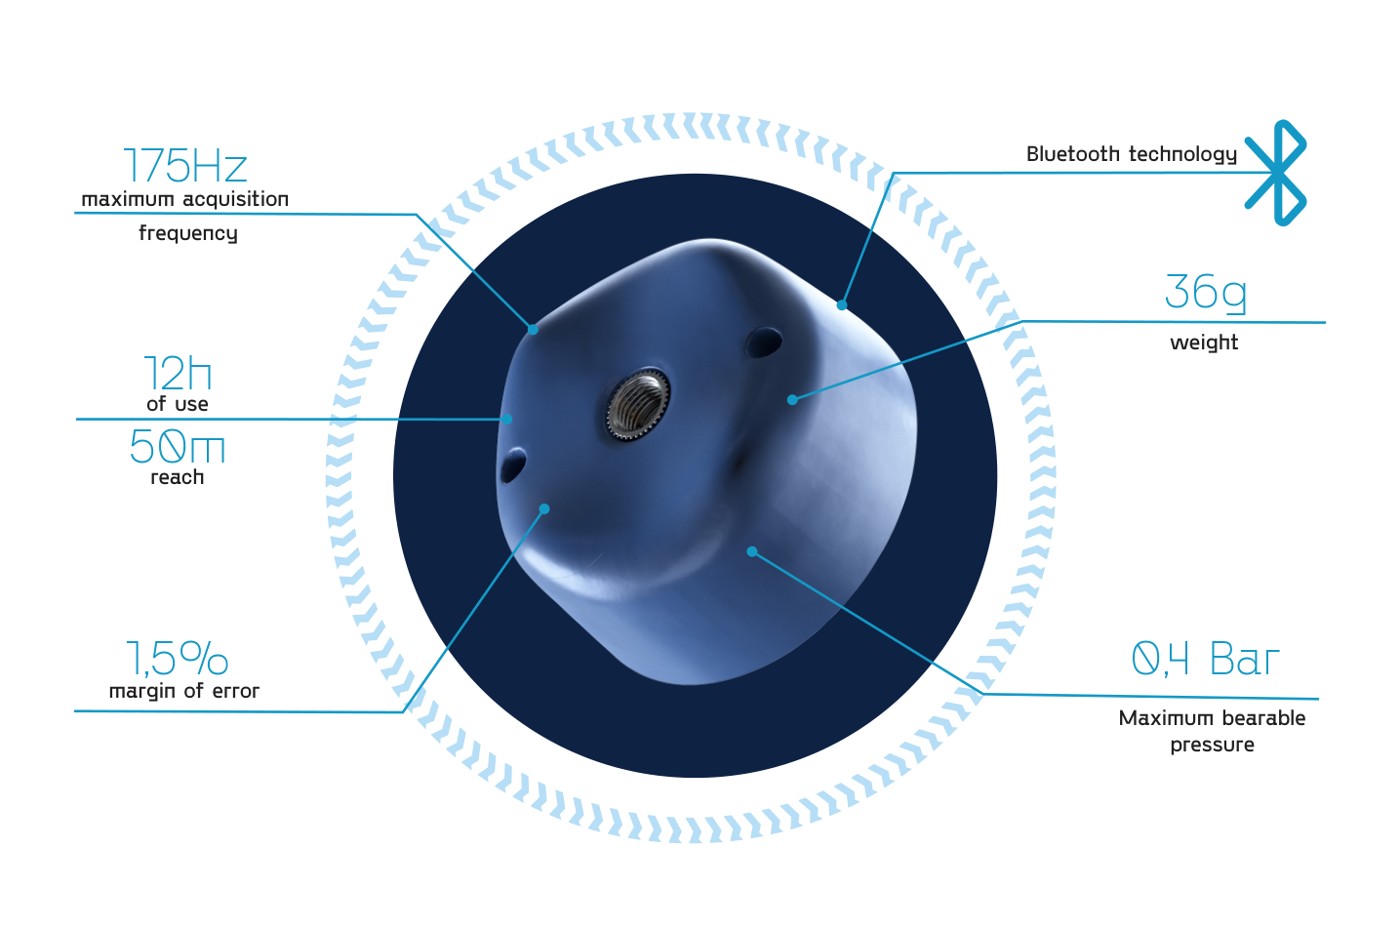 175Hz
maximum acquisition
frequency
12h
of use
50m
reach
1,5%
margin of error
Bluetooth technology
36g
weight
0,4 Bar
Maximum bearable
pressure